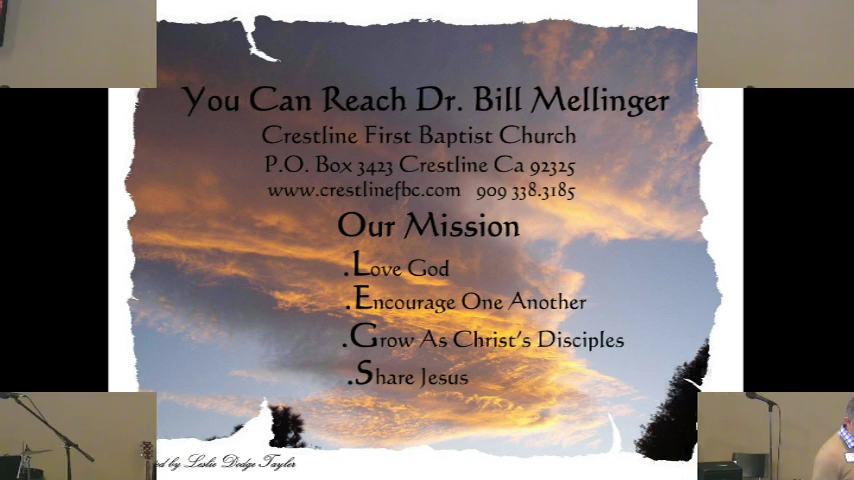 You Can Reach Dr. Bill Mellinger
Crestline First Baptist Church
P.O. Box 3423 Crestline Ca 92325
www.crestlinefbc.com 909 338.3185
Our Mission
.Love God
.Encourage One Another
.Grow As Christ's Disciples
.Share Jesus
by Leslie Dodge Tayler